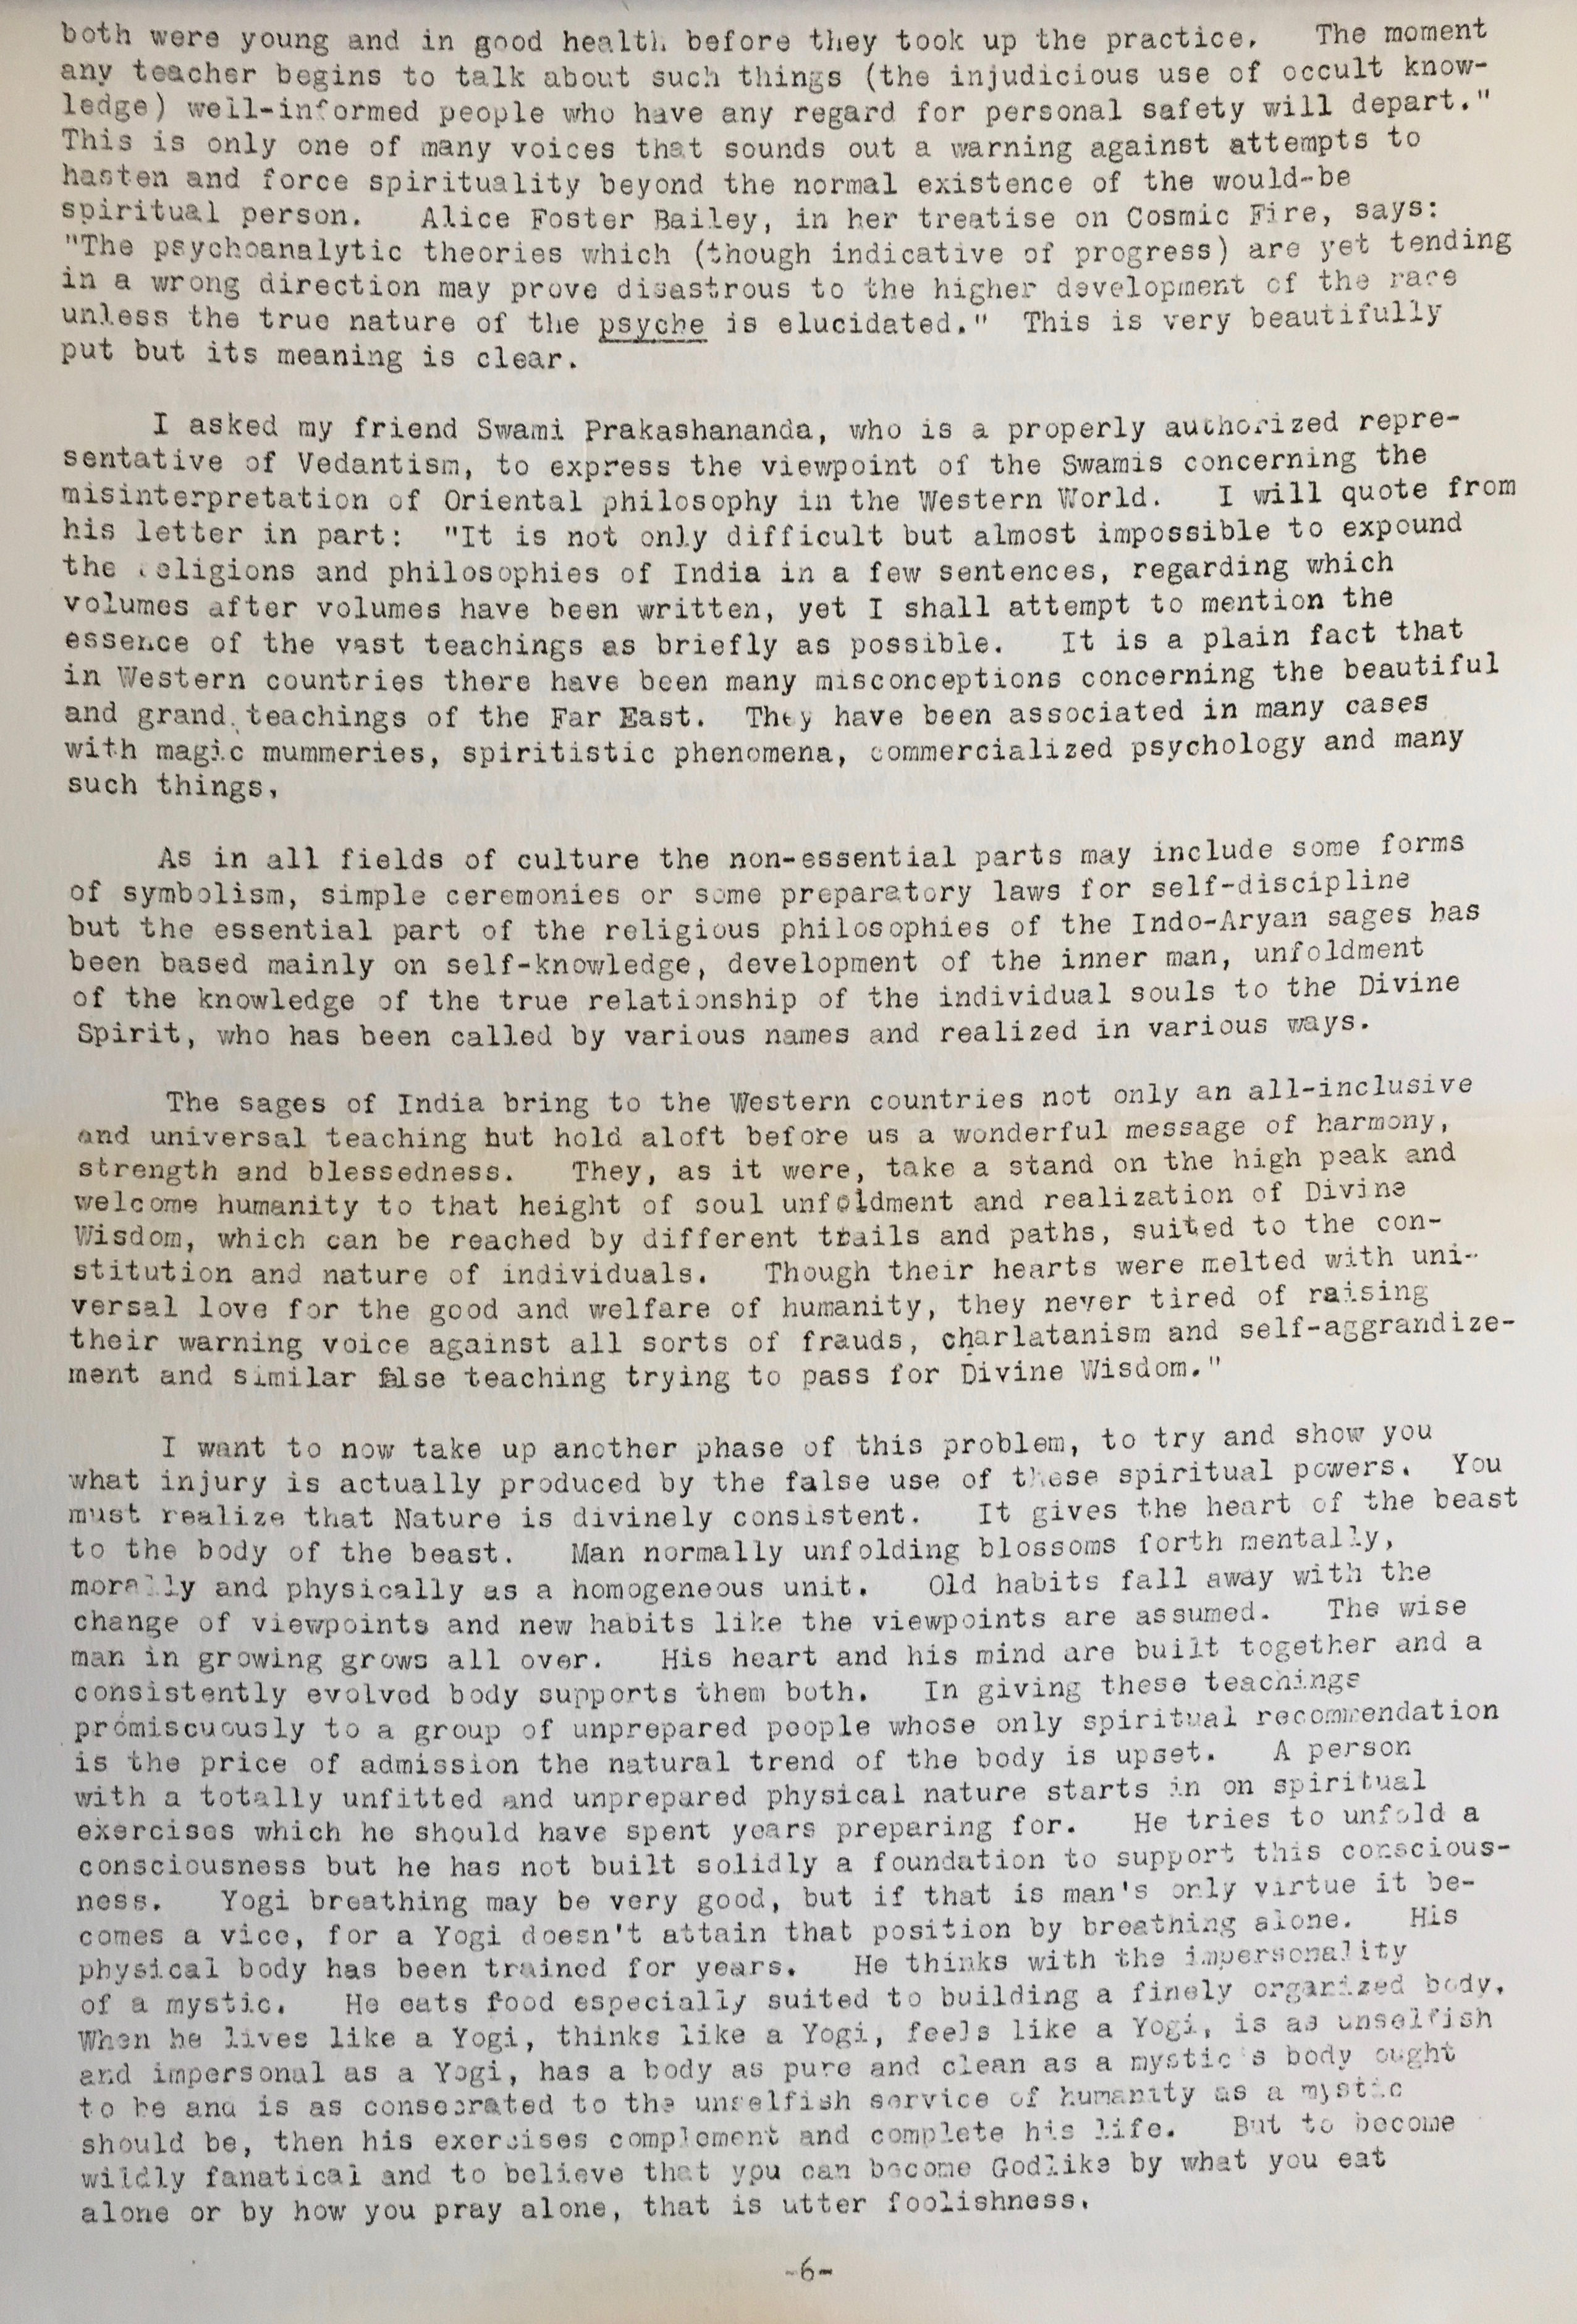 both were young and in good health before they took up the practice. The moment
any teacher begins to talk about such things (the injudicious use of occult know-
ledge) well-informed people who have any regard for personal safety will depart."
This is only one of many voices that sounds out a warning against attempts to
hasten and force spirituality beyond the normal existence of the would-be
spiritual person. Alice Foster Bailey, in her treatise on Cosmic Fire, says:
"The psychoanalytic theories which (though indicative of progress) are yet tending
in a wrong direction may prove disastrous to the higher development of the race
unless the true nature of the psyche is elucidated." This is very beautifully
put but its meaning is clear.

I asked my friend Swami Prakashananda, who is a properly authorized repre-
sentative of Vedantism, to express the viewpoint of the Swamis concerning the
misinterpretation of Oriental philosophy in the Western World. I will quote from
his letter in part: "It is not only difficult but almost impossible to expound
the religions and philosophies of India in a few sentences, regarding which
volumes after volumes have been written, yet I shall attempt to mention the
essence of the vast teachings as briefly as possible. It is a plain fact that
in Western countries there have been many misconceptions concerning the beautiful
and grand teachings of the Far East. They have been associated in many cases
with magic mummeries, spiritistic phenomena, commercialized psychology and many
such things,

As in all fields of culture the non-essential parts may include some forms
of symbolism, simple ceremonies or some preparatory laws for self-discipline
but the essential part of the religious philosophies of the Indo-Aryan sages has
been based mainly on self-knowledge, development of the inner man, unfoldment
of the knowledge of the true relationship of the individual souls to the Divine
Spirit, who has been called by various names and realized in various ways.

The sages of India bring to the Western countries not only an all-inclusive
and universal teaching but hold aloft before us a wonderful message of harmony,
strength and blessedness. They, as it were, take a stand on the high peak and
welcome humanity to that height of soul unfoldment and realization of Divine
Wisdom, which can be reached by different trails and paths, suited to the con-
stitution and nature of individuals. Though their hearts were melted with uni-
versal love for the good and welfare of humanity, they never tired of raising
their warning voice against all sorts of frauds, charlatanism and self-aggrandize-
ment and similar false teaching trying to pass for Divine Wisdom."

I want to now take up another phase of this problem, to try and show you
what injury is actually produced by the false use of these spiritual powers. You
must realize that Nature is divinely consistent. It gives the heart of the beast
to the body of the beast. Man normally unfolding blossoms forth mentally,
morally and physically as a homogeneous unit. Old habits fall away with the
change of viewpoints and new habits like the viewpoints are assumed. The wise
man in growing grows all over. His heart and his mind are built together and a
consistently evolved body supports them both. In giving these teachings
promiscuously to a group of unprepared people whose only spiritual recommendation
is the price of admission the natural trend of the body is upset. A person
with a totally unfitted and unprepared physical nature starts in on spiritual
exercises which he should have spent years preparing for. He tries to unfold a
consciousness but he has not built solidly a foundation to support this conscious-
ness. Yogi breathing may be very good, but if that is man's only virtue it be-
comes a vice, for a Yogi doesn't attain that position by breathing alone. His
physical body has been trained for years. He thinks with the impersonality
of a mystic. He eats food especially suited to building a finely organized body.
When he lives like a Yogi, thinks like a Yogi, feels like a Yogi, is as unselfish
and impersonal as a Yogi, has a body as pure and clean as a mystic's body ought
to be and is as consecrated to the unselfish service of humanity as a mystic
should be, then his exercises complement and complete his life. But to become
wildly fanatical and to believe that you can become Godlike by what you eat
alone or by how you pray alone, that is utter foolishness.

-6-